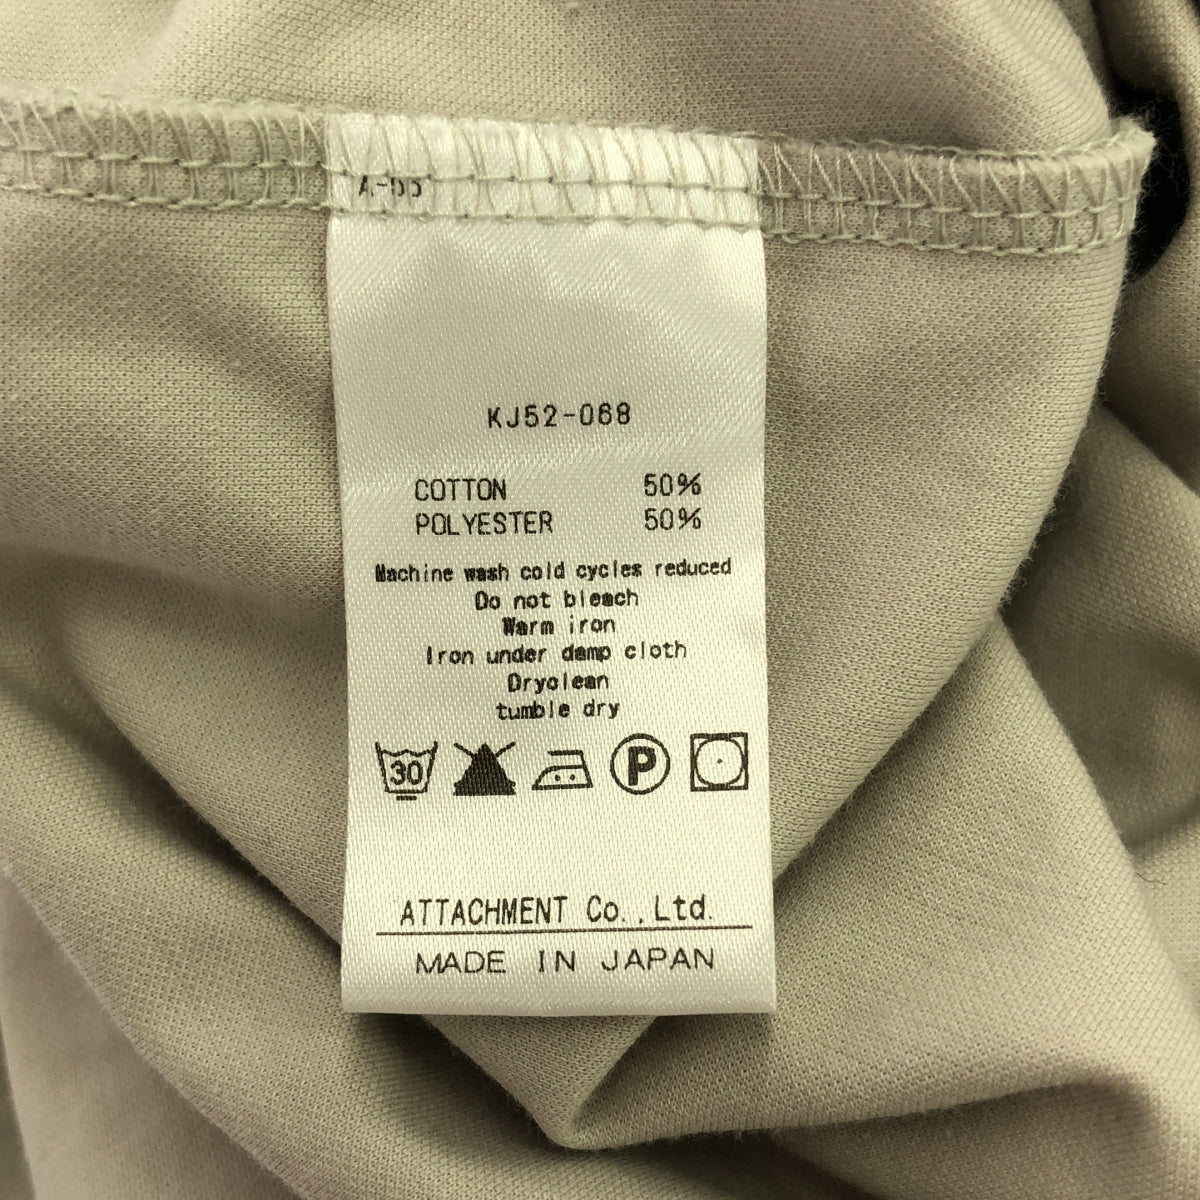 KJ52-068
COTTON 50%
POLYESTER 50%
Machine wash cold cycles reduced
Do not bleach
Warm iron
Iron under damp cloth
Dryclean
tumble dry
30 P
ATTACHMENT Co.,Ltd.
MADE IN JAPAN